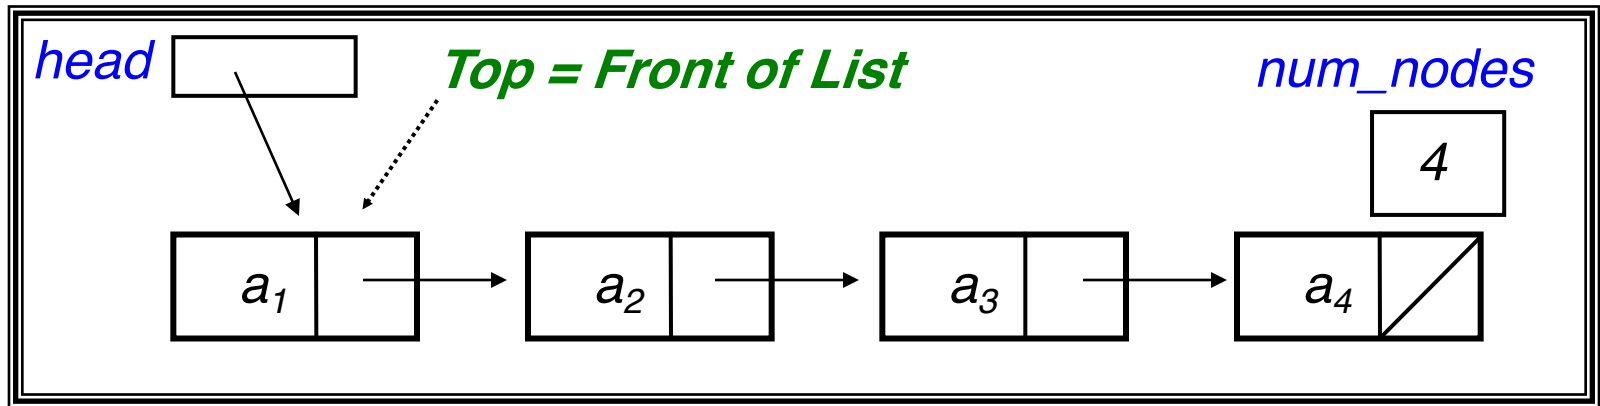 head
Top = Front of List
num_nodes
4
a1
a2
a3
a4